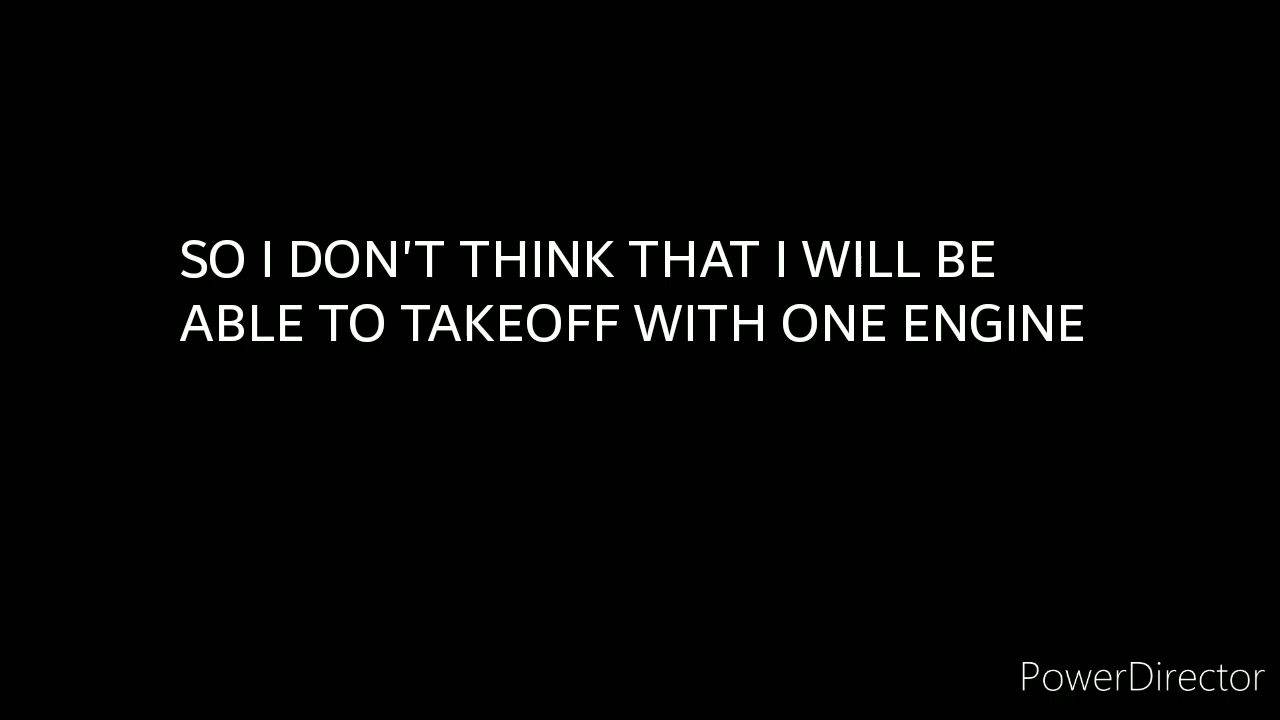 SO I DON'T THINK THAT I WILL BE
ABLE TO TAKEOFF WITH ONE ENGINE
PowerDirector